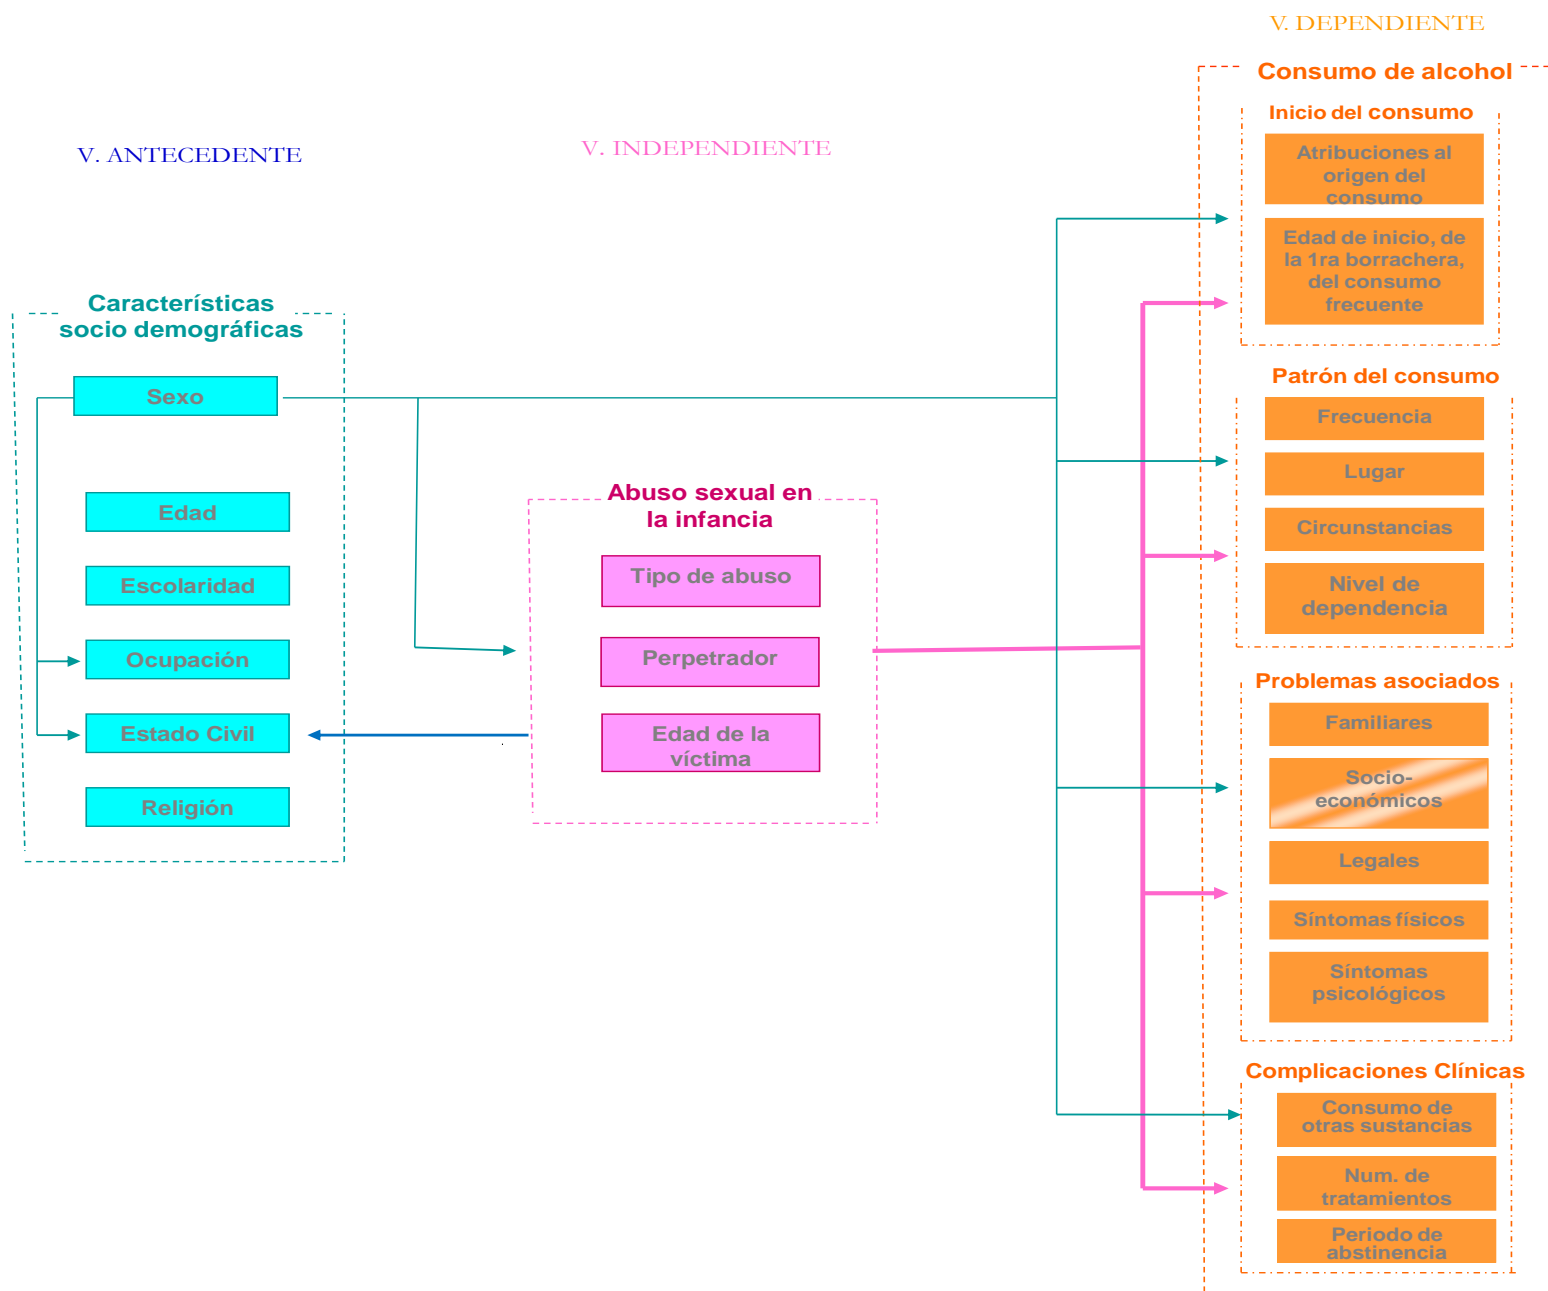 V. ANTECEDENTE
Características
socio demográficas
Sexo
Edad
Escolaridad
Ocupación
Estado Civil
Religión
V. INDEPENDIENTE
Abuso sexual en
la infancia
Tipo de abuso
Perpetrador
Edad de la
víctima
V. DEPENDIENTE
Consumo de alcohol
Inicio del consumo
Atribuciones al
origen del
consumo
Edad de inicio, de
la 1ra borrachera,
del consumo
frecuente
Patrón del consumo
Frecuencia
Lugar
Circunstancias
Nivel de
dependencia
Problemas asociados
Familiares
Socio-
económicos
Legales
Síntomas físicos
Síntomas
psicológicos
Complicaciones Clínicas
Consumo de
otras sustancias
Num. de
tratamientos
Periodo de
abstinencia